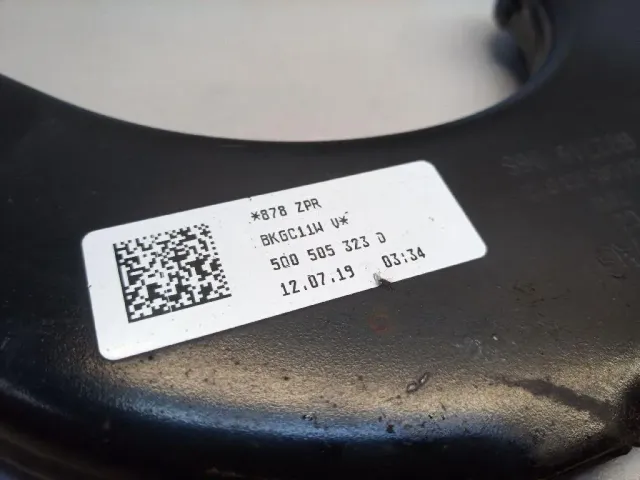 *878 ZPR
BKGC11W V*
5Q0 505 323 D
12.07.19 03:34